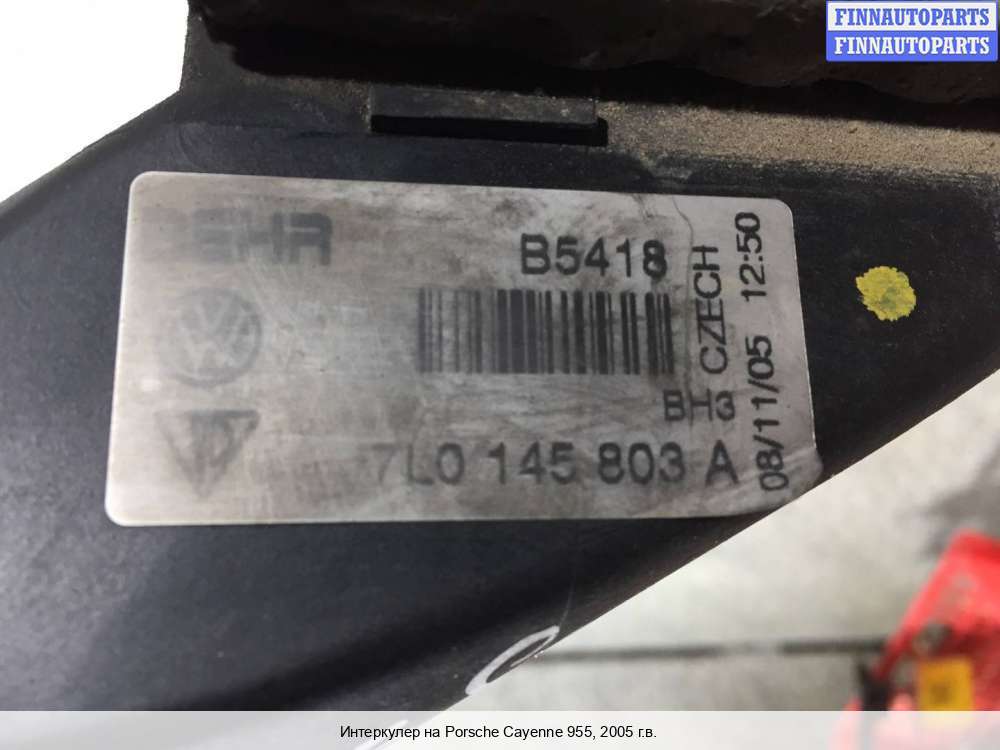 FINNAUTOPARTS
FINNAUTOPARTS
BEHR
B5418
CZECH
08/11/05 12:50
BH3
7L0 145 803 A
Интеркулер на Porsche Cayenne 955, 2005 г.в.